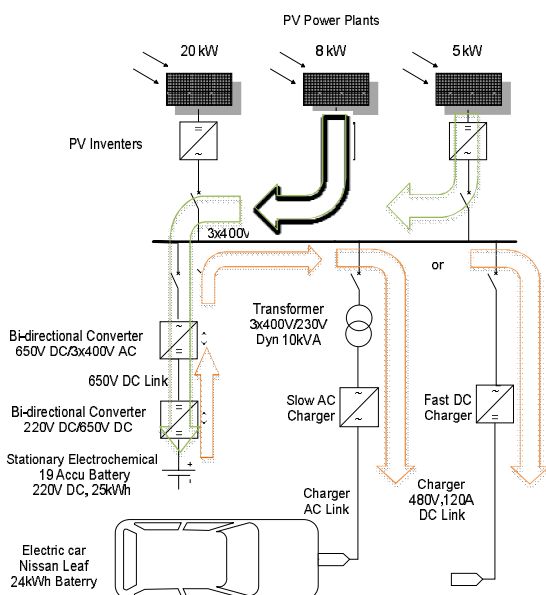 PV Power Plants
20 kW
8 kW
5 kW
PV Inventers
3x400V
or
Transformer
3x400V/230V
Dyn 10kVA
Bi-directional Converter
650V DC/3x400V AC
650V DC Link
Bi-directional Converter
220V DC/650V DC
Slow AC
Charger
Fast DC
Charger
Stationary Electrochemical
19 Accu Battery
220V DC, 25kWh
Charger
AC Link
Charger
480V,120A
DC Link
Electric car
Nissan Leaf
24kWh Baterry